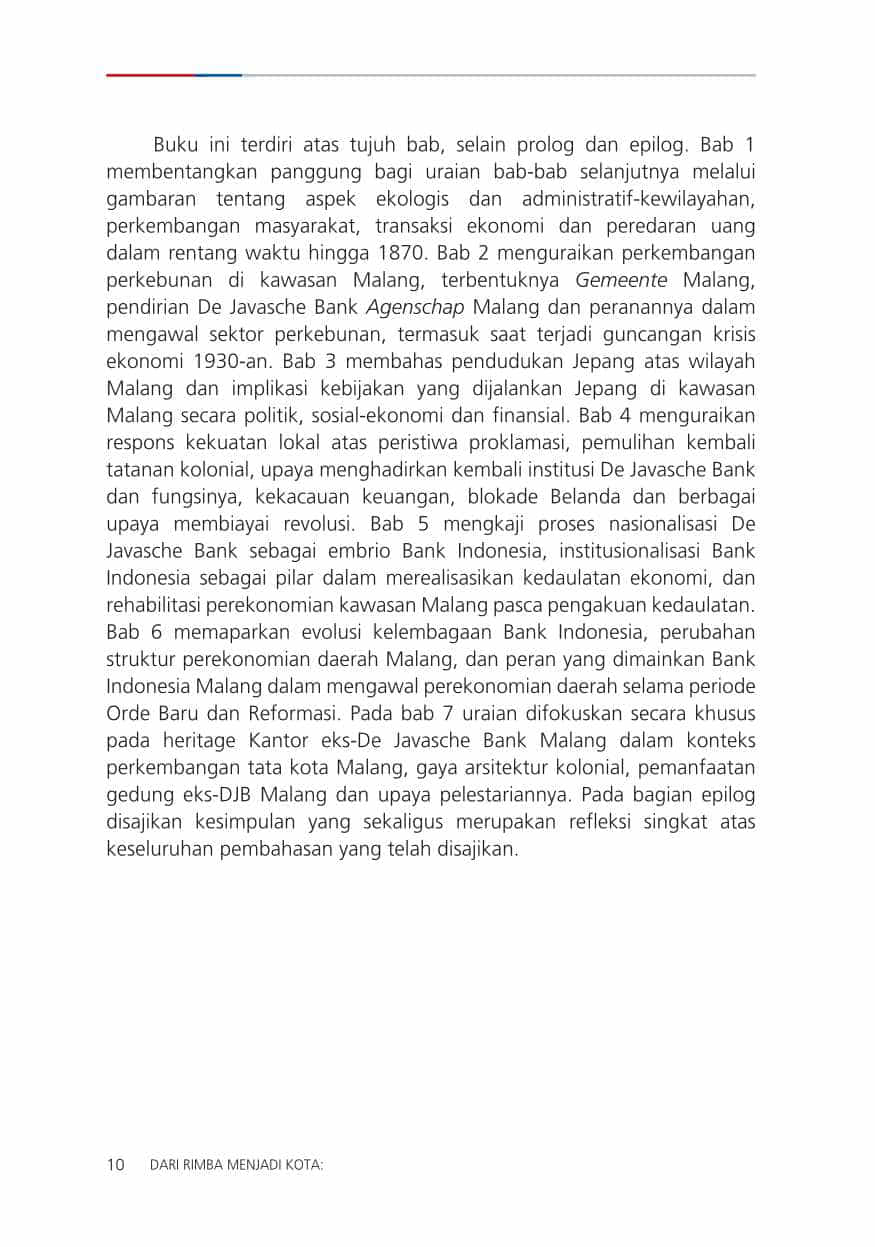 Buku ini terdiri atas tujuh bab, selain prolog dan epilog. Bab 1
membentangkan panggung bagi uraian bab-bab selanjutnya melalui
gambaran tentang aspek ekologis dan administratif-kewilayahan,
perkembangan masyarakat, transaksi ekonomi dan peredaran uang
dalam rentang waktu hingga 1870. Bab 2 menguraikan perkembangan
perkebunan di kawasan Malang, terbentuknya Gemeente Malang,
pendirian De Javasche Bank Agenschap Malang dan peranannya dalam
mengawal sektor perkebunan, termasuk saat terjadi guncangan krisis
ekonomi 1930-an. Bab 3 membahas pendudukan Jepang atas wilayah
Malang dan implikasi kebijakan yang dijalankan Jepang di kawasan
Malang secara politik, sosial-ekonomi dan finansial. Bab 4 menguraikan
respons kekuatan lokal atas peristiwa proklamasi, pemulihan kembali
tatanan kolonial, upaya menghadirkan kembali institusi De Javasche Bank
dan fungsinya, kekacauan keuangan, blokade Belanda dan berbagai
upaya membiayai revolusi. Bab 5 mengkaji proses nasionalisasi De
Javasche Bank sebagai embrio Bank Indonesia, institusionalisasi Bank
Indonesia sebagai pilar dalam merealisasikan kedaulatan ekonomi, dan
rehabilitasi perekonomian kawasan Malang pasca pengakuan kedaulatan.
Bab 6 memaparkan evolusi kelembagaan Bank Indonesia, perubahan
struktur perekonomian daerah Malang, dan peran yang dimainkan Bank
Indonesia Malang dalam mengawal perekonomian daerah selama periode
Orde Baru dan Reformasi. Pada bab 7 uraian difokuskan secara khusus
pada heritage Kantor eks-De Javasche Bank Malang dalam konteks
perkembangan tata kota Malang, gaya arsitektur kolonial, pemanfaatan
gedung eks-DJB Malang dan upaya pelestariannya. Pada bagian epilog
disajikan kesimpulan yang sekaligus merupakan refleksi singkat atas
keseluruhan pembahasan yang telah disajikan.
10 DARI RIMBA MENJADI KOTA: